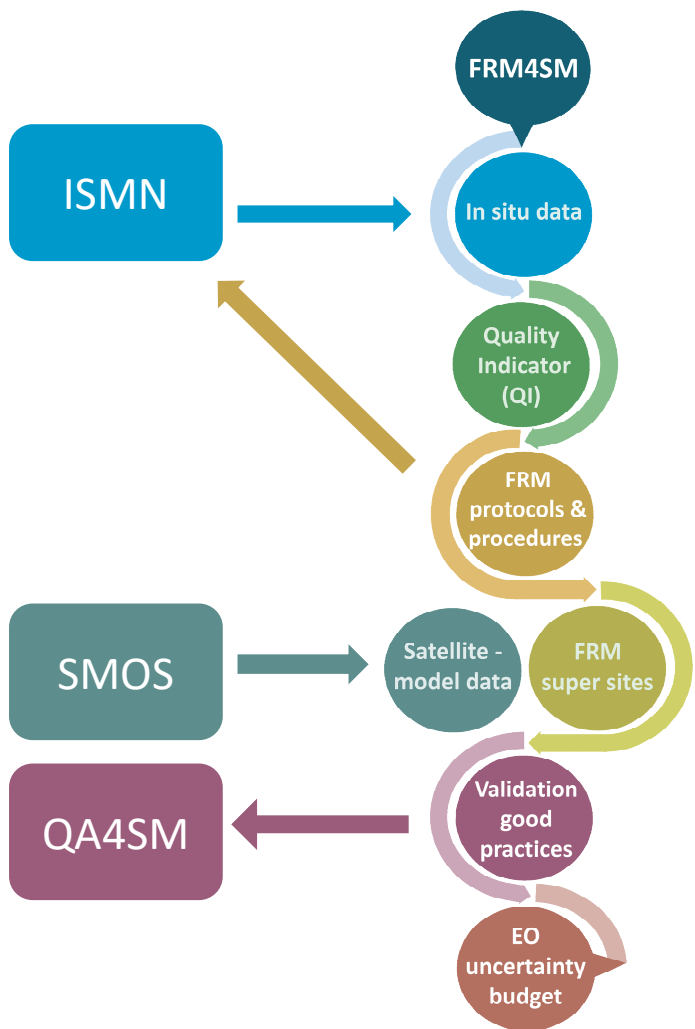 FRM4SM
ISMN
In situ data
Quality
Indicator
(QI)
FRM
protocols &
procedures
SMOS
Satellite -
model data
FRM
super sites
QA4SM
Validation
good
practices
EO
uncertainty
budget